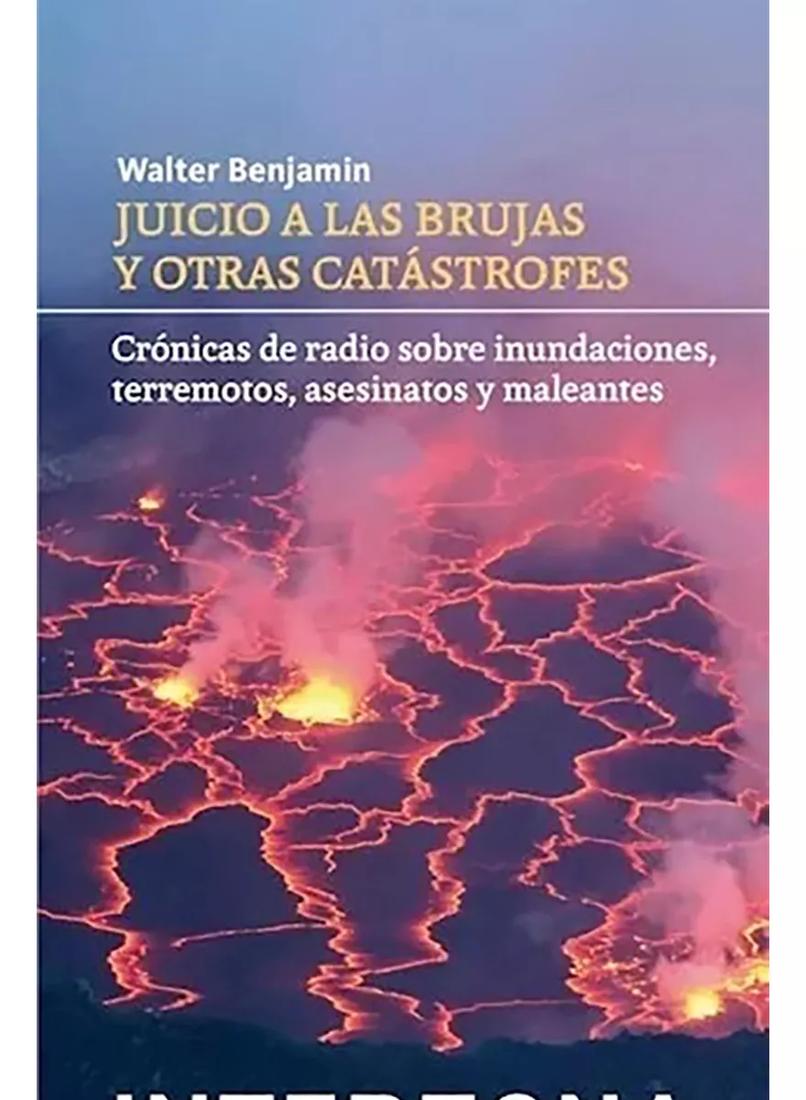 Walter Benjamin
JUICIO A LAS BRUJAS
Y OTRAS CATÁSTROFES
Crónicas de radio sobre inundaciones,
terremotos, asesinatos y maleantes